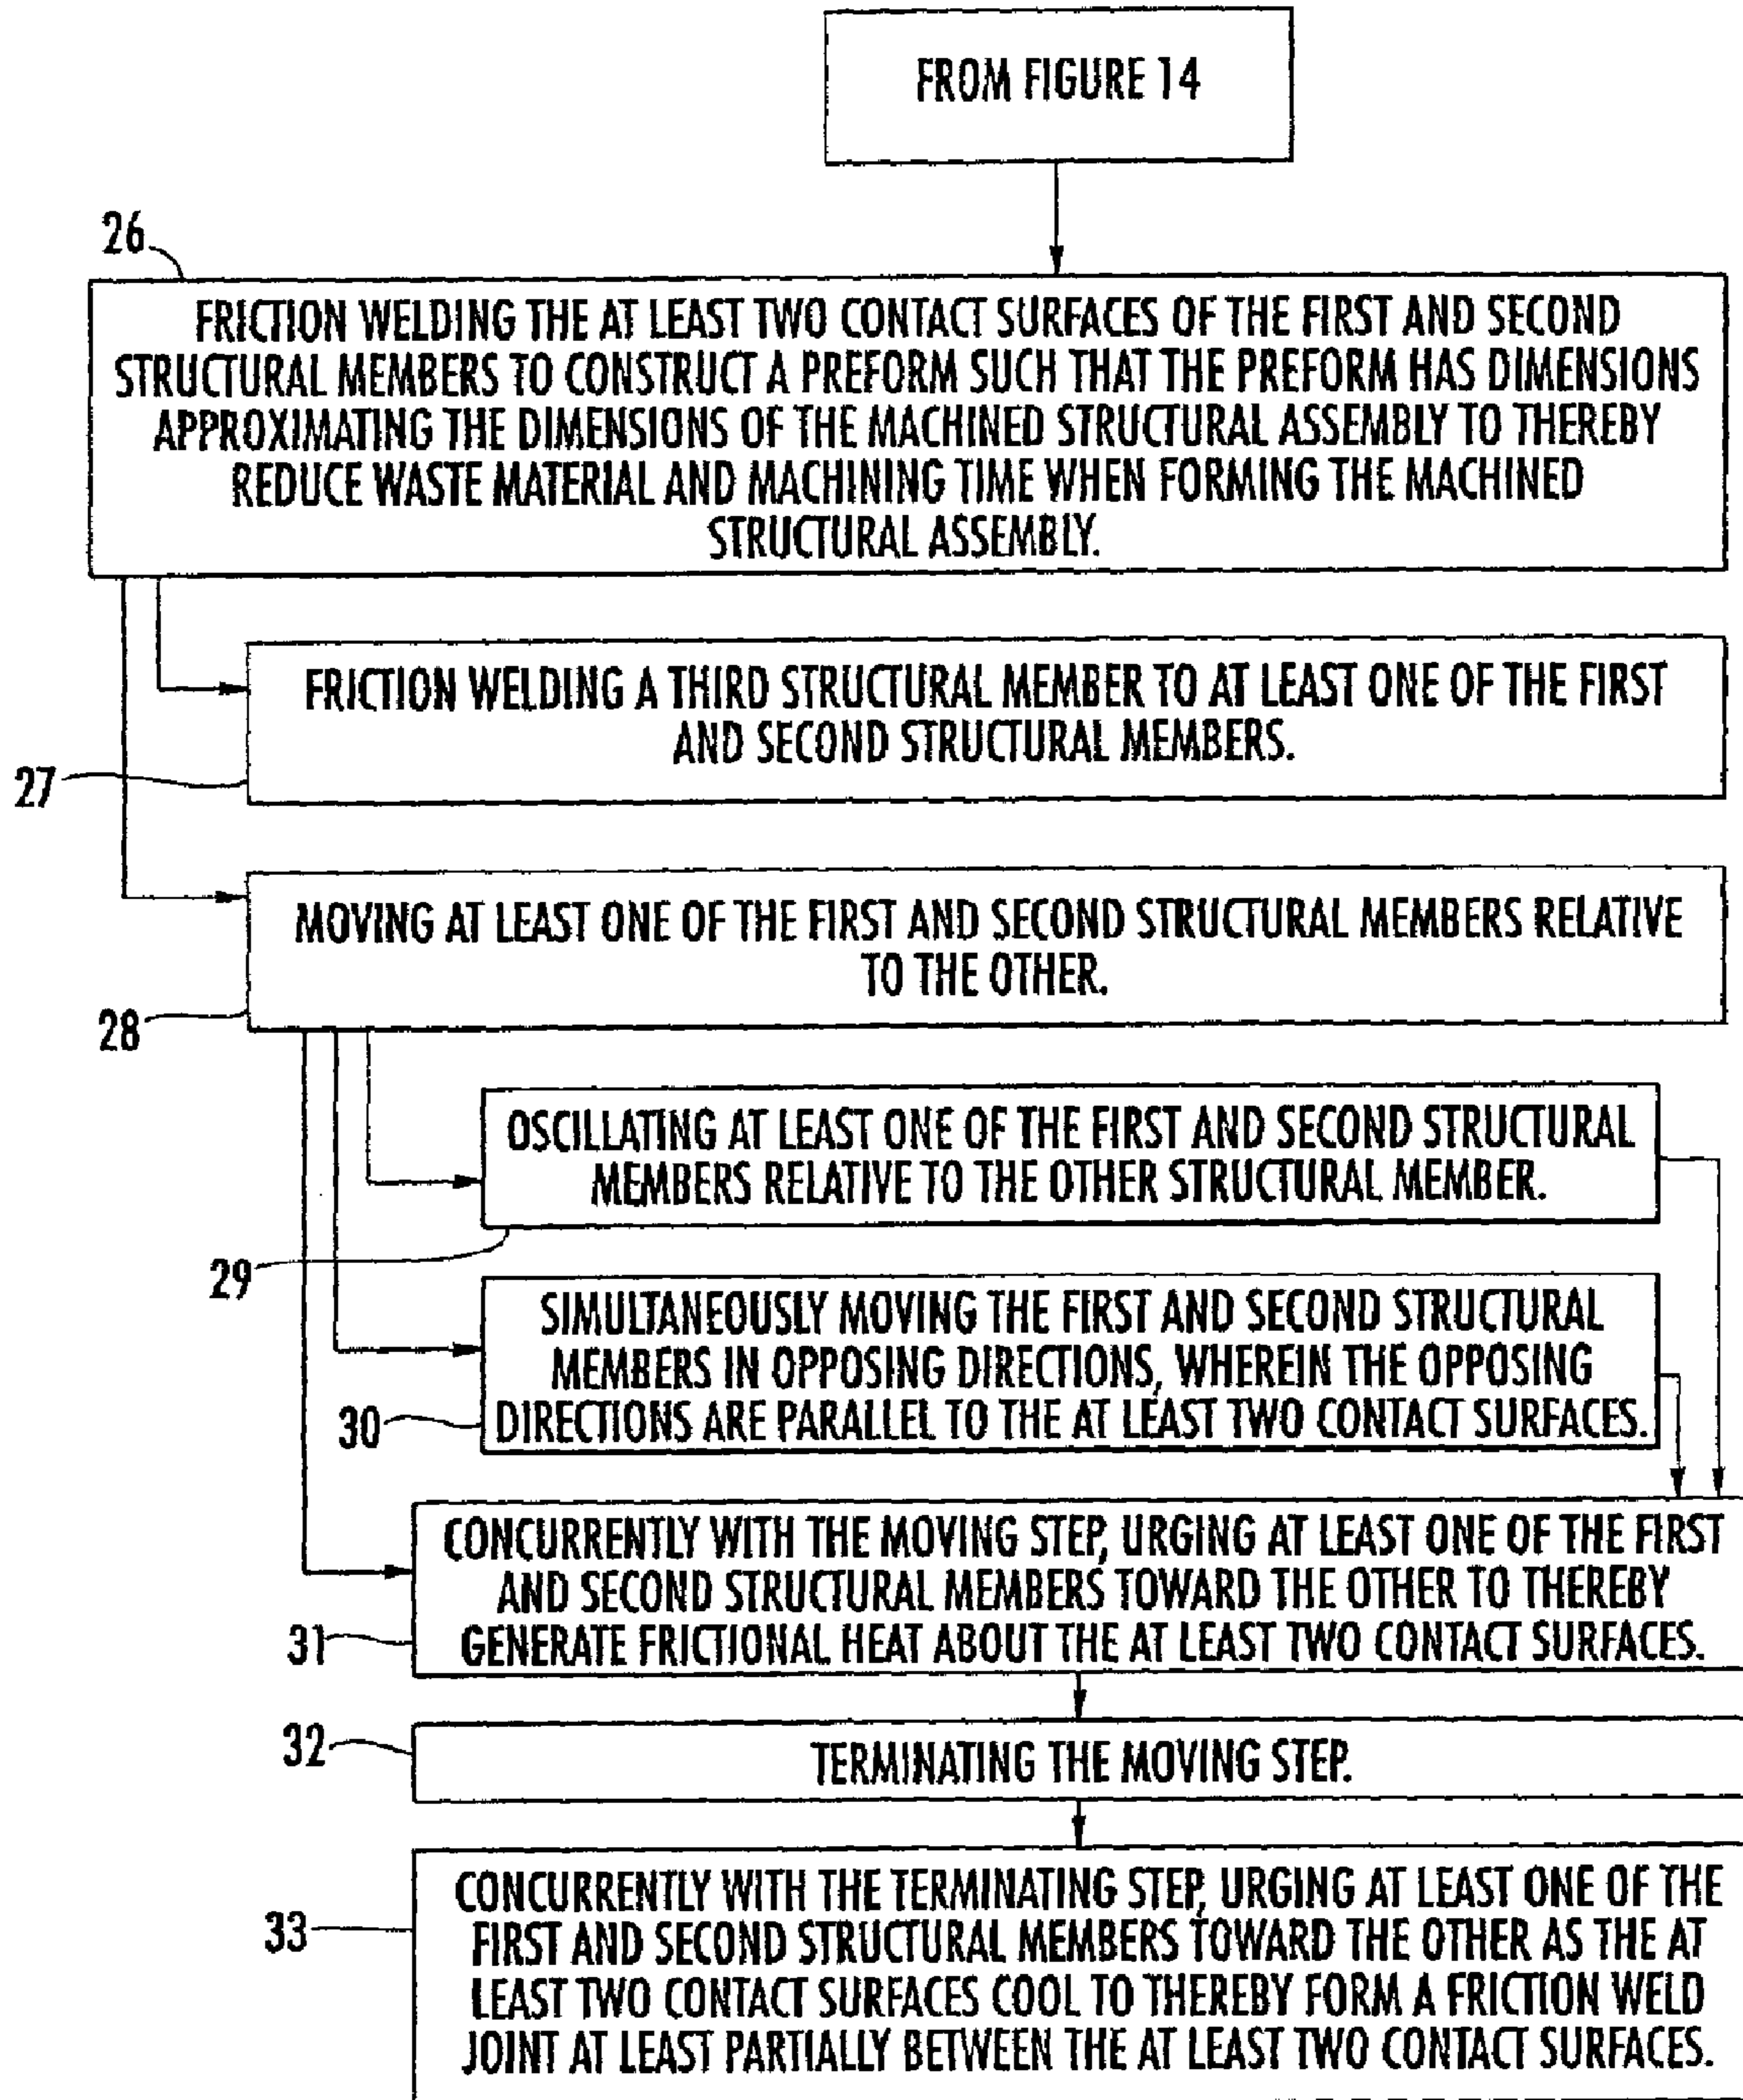 FROM FIGURE 14
26
FRICTION WELDING THE AT LEAST TWO CONTACT SURFACES OF THE FIRST AND SECOND
STRUCTURAL MEMBERS TO CONSTRUCT A PREFORM SUCH THAT THE PREFORM HAS DIMENSIONS
APPROXIMATING THE DIMENSIONS OF THE MACHINED STRUCTURAL ASSEMBLY TO THEREBY
REDUCE WASTE MATERIAL AND MACHINING TIME WHEN FORMING THE MACHINED
STRUCTURAL ASSEMBLY.
FRICTION WELDING A THIRD STRUCTURAL MEMBER TO AT LEAST ONE OF THE FIRST
AND SECOND STRUCTURAL MEMBERS.
27
MOVING AT LEAST ONE OF THE FIRST AND SECOND STRUCTURAL MEMBERS RELATIVE
TO THE OTHER.
28
OSCILLATING AT LEAST ONE OF THE FIRST AND SECOND STRUCTURAL
MEMBERS RELATIVE TO THE OTHER STRUCTURAL MEMBER.
29
SIMULTANEOUSLY MOVING THE FIRST AND SECOND STRUCTURAL
MEMBERS IN OPPOSING DIRECTIONS, WHEREIN THE OPPOSING
DIRECTIONS ARE PARALLEL TO THE AT LEAST TWO CONTACT SURFACES.
30
CONCURRENTLY WITH THE MOVING STEP, URGING AT LEAST ONE OF THE FIRST
AND SECOND STRUCTURAL MEMBERS TOWARD THE OTHER TO THEREBY
GENERATE FRICTIONAL HEAT ABOUT THE AT LEAST TWO CONTACT SURFACES.
31
32
TERMINATING THE MOVING STEP.
CONCURRENTLY WITH THE TERMINATING STEP, URGING AT LEAST ONE OF THE
FIRST AND SECOND STRUCTURAL MEMBERS TOWARD THE OTHER AS THE AT
LEAST TWO CONTACT SURFACES COOL TO THEREBY FORM A FRICTION WELD
JOINT AT LEAST PARTIALLY BETWEEN THE AT LEAST TWO CONTACT SURFACES.
33